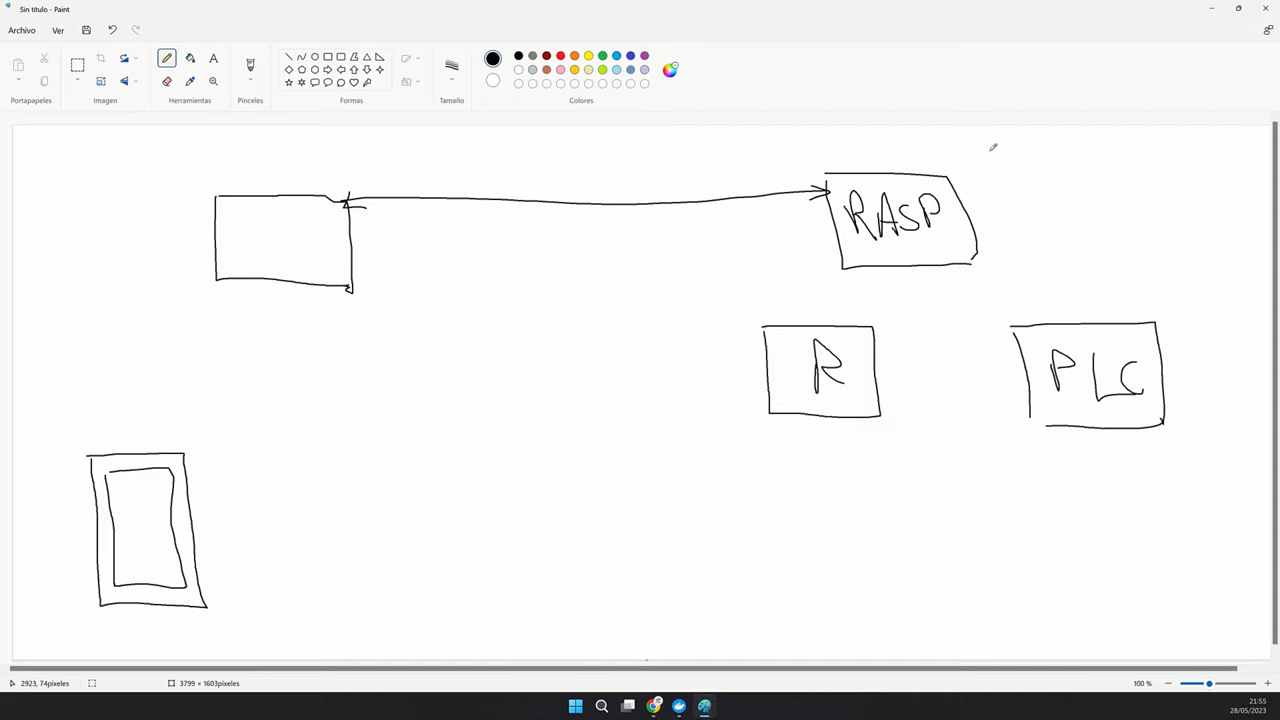 Sin título - Paint
Archivo Ver
Portapapeles Imagen Herramientas Pinceles Formas Tamaño Colores
RASP
R PLC
2923, 74píxeles 3799 × 1603píxeles 100 %
21:55
28/05/2023